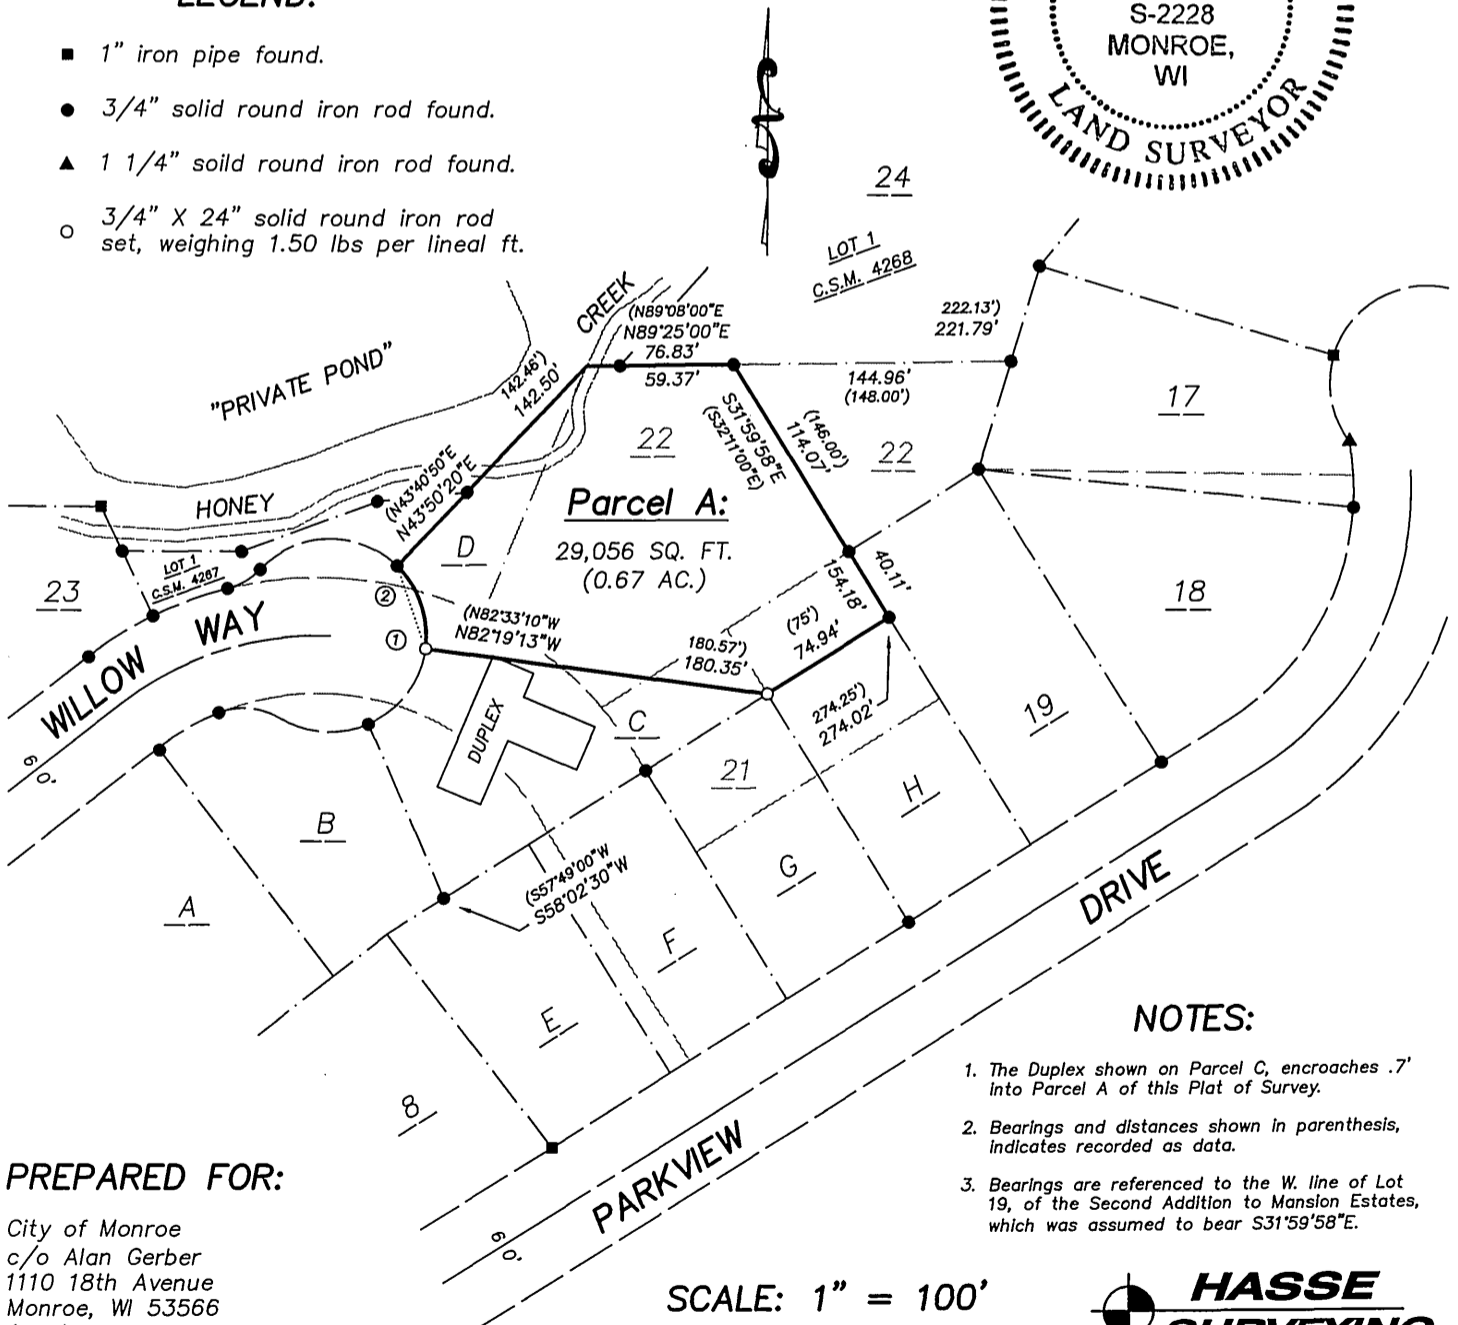 LEGEND:
1" iron pipe found.
3/4" solid round iron rod found.
1 1/4" soild round iron rod found.
3/4" X 24" solid round iron rod
set, weighing 1.50 lbs per lineal ft.
S-2228
MONROE,
WI
LAND SURVEYOR
24
LOT 1
C.S.M. 4268
CREEK
(N89°08'00"E
N89°25'00"E
76.83'
59.37'
222.13')
221.79'
144.96'
(148.00')
"PRIVATE POND"
142.46')
142.50'
(N43°40'50"E
N43°50'20"E
22
S31°59'58"E
(S32°11'00"E)
(146.00')
114.07'
22
17
HONEY
Parcel A:
29,056 SQ. FT.
(0.67 AC.)
D
LOT 1
C.S.M. 4267
23
WILLOW WAY
60'
2
1
(N82°33'10"W
N82°19'13"W
180.57')
180.35'
154.18'
40.11'
(75')
74.94'
274.25')
274.02'
18
19
DUPLEX
C
21
H
B
G
A
(S57°49'00"W
S58°02'30"W
F
E
8
PARKVIEW DRIVE
60'
NOTES:
1. The Duplex shown on Parcel C, encroaches .7'
into Parcel A of this Plat of Survey.
2. Bearings and distances shown in parenthesis,
indicates recorded as data.
3. Bearings are referenced to the W. line of Lot
19, of the Second Addition to Mansion Estates,
which was assumed to bear S31°59'58"E.
PREPARED FOR:
City of Monroe
c/o Alan Gerber
1110 18th Avenue
Monroe, WI 53566
SCALE: 1" = 100'
HASSE
SURVEYING